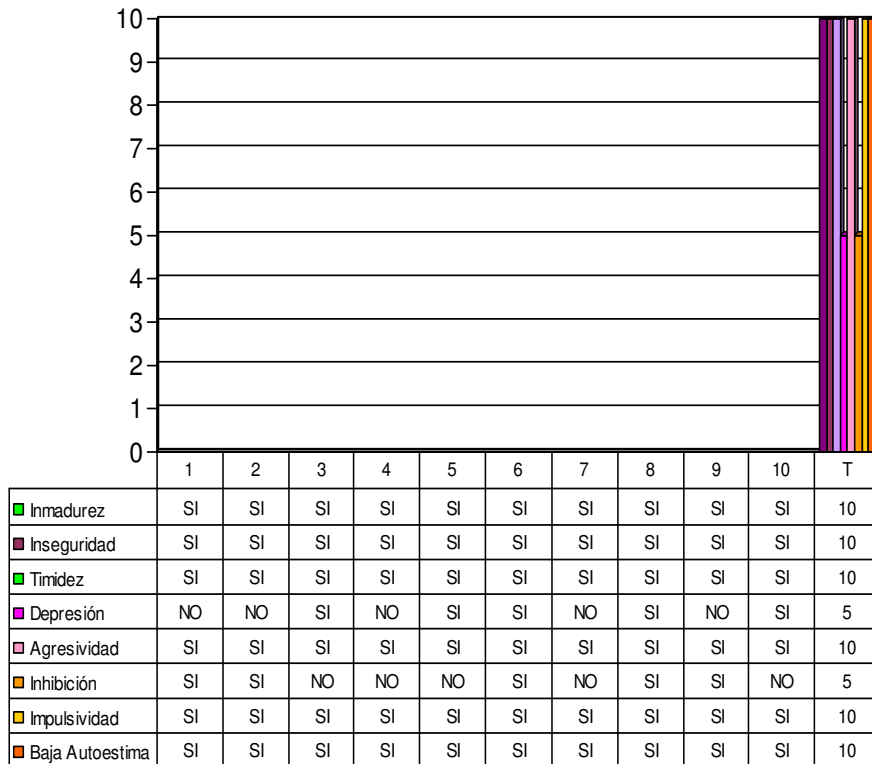 10
9
8
7
6
5
4
3
2
1
0
1 2 3 4 5 6 7 8 9 10 T
Inmadurez SI SI SI SI SI SI SI SI SI SI 10
Inseguridad SI SI SI SI SI SI SI SI SI SI 10
Timidez SI SI SI SI SI SI SI SI SI SI 10
Depresión NO NO SI NO SI SI NO SI NO SI 5
Agresividad SI SI SI SI SI SI SI SI SI SI 10
Inhibición SI SI NO NO NO SI NO SI SI NO 5
Impulsividad SI SI SI SI SI SI SI SI SI SI 10
Baja Autoestima SI SI SI SI SI SI SI SI SI SI 10